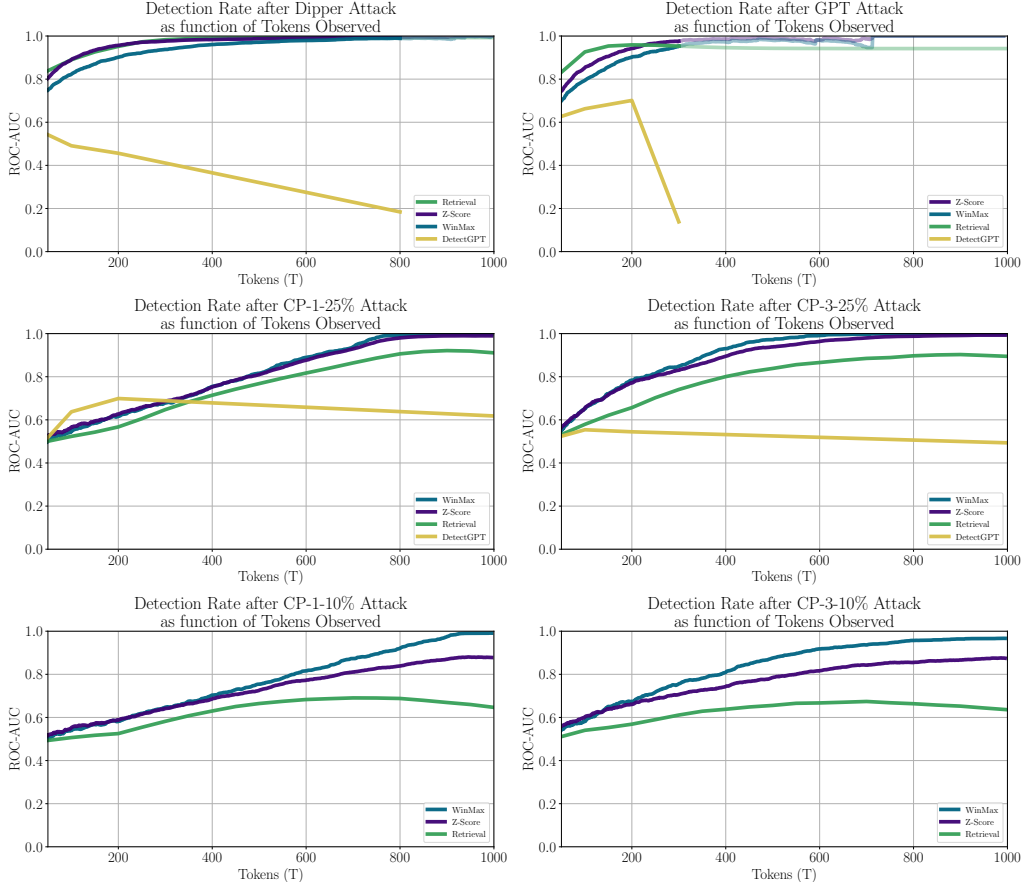 Detection Rate after Dipper Attack
as function of Tokens Observed
1.0
0.8
0.6
0.4
0.2
0.0
ROC-AUC
200
400
600
800
1000
Tokens (T)
Retrieval
Z-Score
WinMax
DetectGPT
Detection Rate after GPT Attack
as function of Tokens Observed
1.0
0.8
0.6
0.4
0.2
0.0
ROC-AUC
200
400
600
800
1000
Tokens (T)
Z-Score
WinMax
Retrieval
DetectGPT
Detection Rate after CP-1-25% Attack
as function of Tokens Observed
1.0
0.8
0.6
0.4
0.2
0.0
ROC-AUC
200
400
600
800
1000
Tokens (T)
WinMax
Z-Score
Retrieval
DetectGPT
Detection Rate after CP-3-25% Attack
as function of Tokens Observed
1.0
0.8
0.6
0.4
0.2
0.0
ROC-AUC
200
400
600
800
1000
Tokens (T)
WinMax
Z-Score
Retrieval
DetectGPT
Detection Rate after CP-1-10% Attack
as function of Tokens Observed
1.0
0.8
0.6
0.4
0.2
0.0
ROC-AUC
200
400
600
800
1000
Tokens (T)
WinMax
Z-Score
Retrieval
Detection Rate after CP-3-10% Attack
as function of Tokens Observed
1.0
0.8
0.6
0.4
0.2
0.0
ROC-AUC
200
400
600
800
1000
Tokens (T)
WinMax
Z-Score
Retrieval